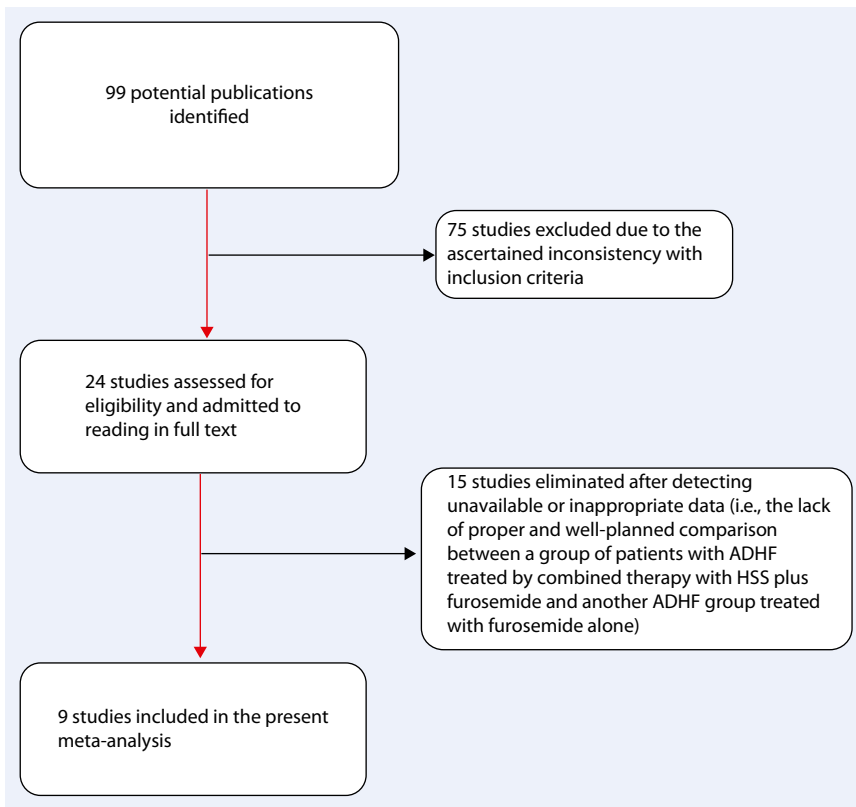 99 potential publications
identified
75 studies excluded due to the
ascertained inconsistency with
inclusion criteria
24 studies assessed for
eligibility and admitted to
reading in full text
15 studies eliminated after detecting
unavailable or inappropriate data (i.e., the lack
of proper and well-planned comparison
between a group of patients with ADHF
treated by combined therapy with HSS plus
furosemide and another ADHF group treated
with furosemide alone)
9 studies included in the present
meta-analysis